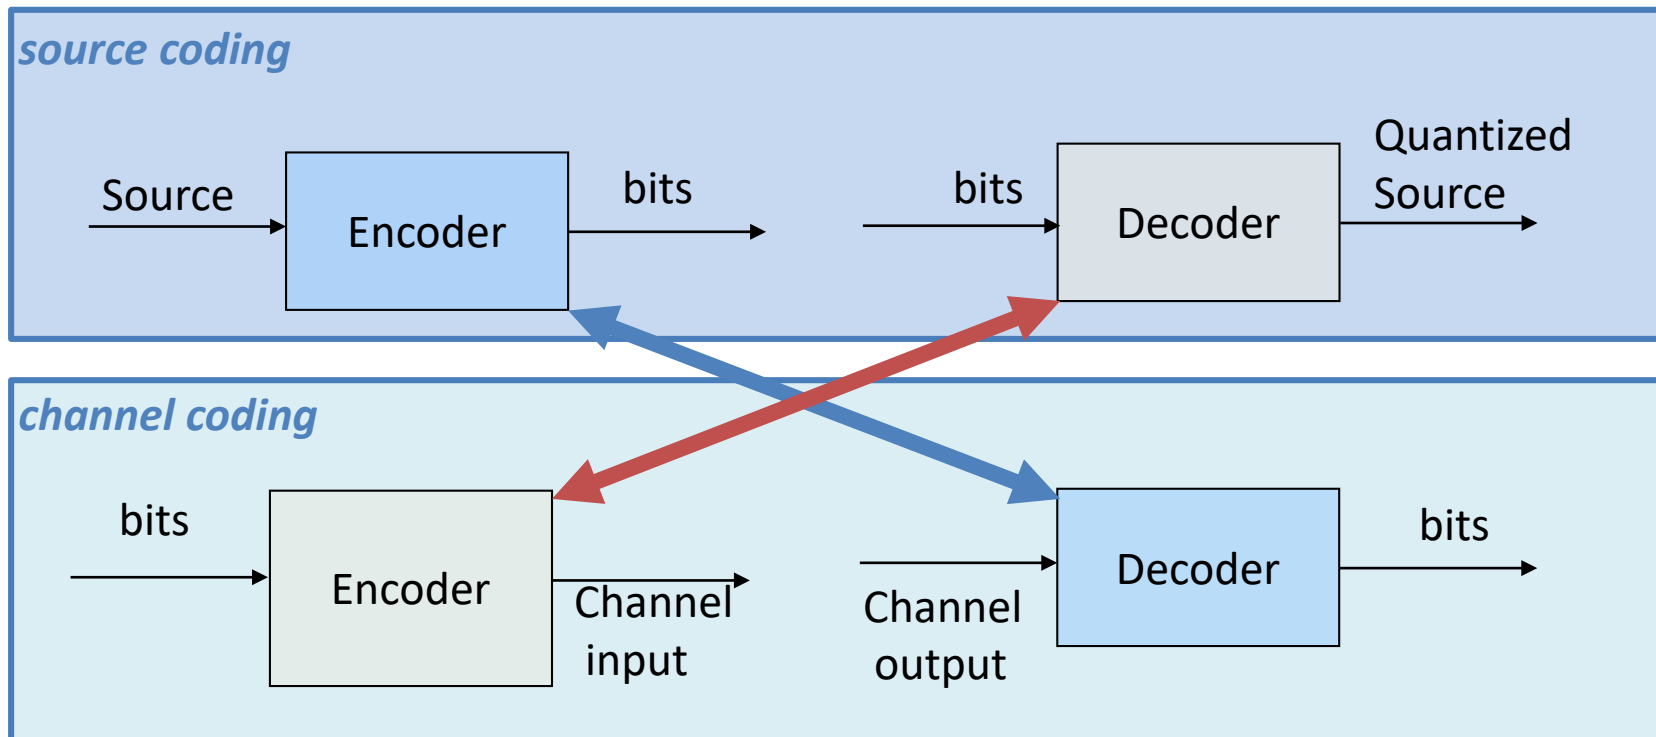 source coding
Source
Encoder
bits
bits
Decoder
Quantized
Source
channel coding
bits
Encoder
Channel
input
Channel
output
Decoder
bits